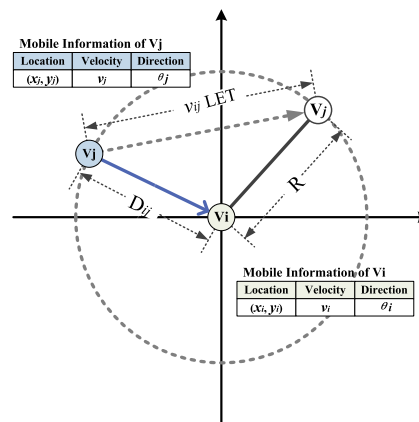 Mobile Information of Vj
Location Velocity Direction
(xj, yj) vj θj
vij LET
Vj
Vj
Dij
R
Vi
Mobile Information of Vi
Location Velocity Direction
(xi, yi) vi θi